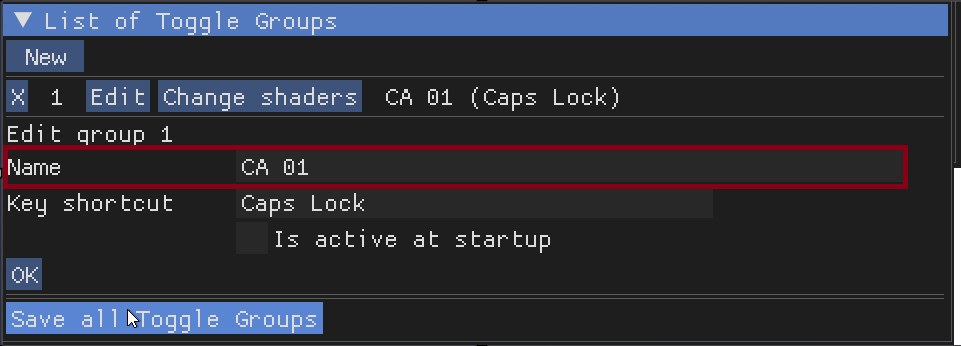 ▼ List of Toggle Groups
New
X 1 Edit Change shaders CA 01 (Caps Lock)
Edit group 1
Name CA 01
Key shortcut Caps Lock
Is active at startup
OK
Save all Toggle Groups